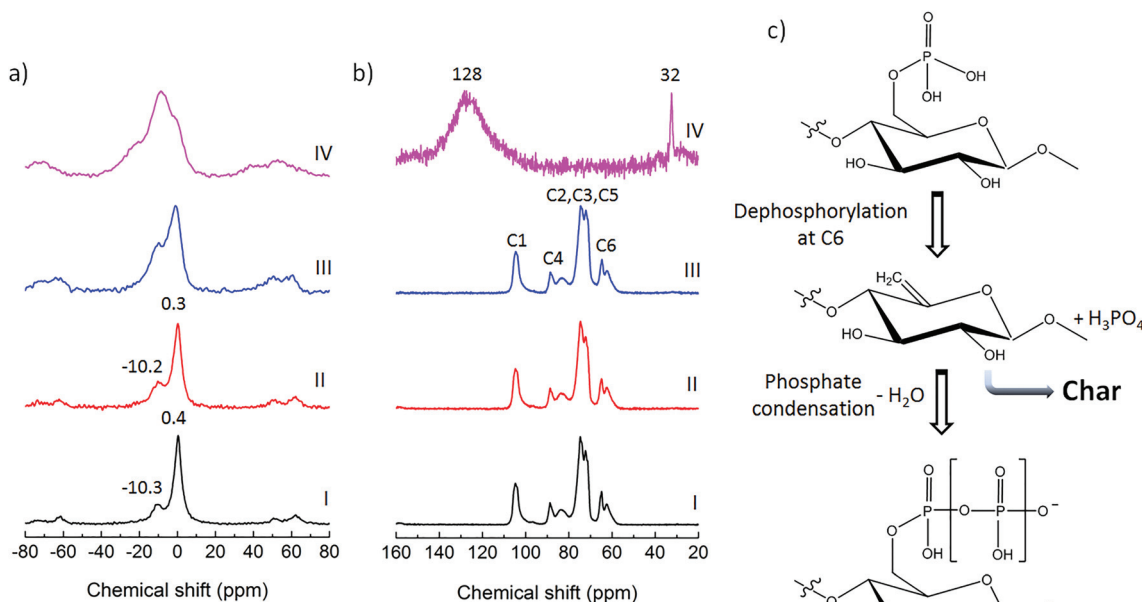 a)
IV
III
0.3
-10.2
II
0.4
-10.3
I
-80 -60 -40 -20 0 20 40 60 80
Chemical shift (ppm)
b)
128
32
IV
C2,C3,C5
C1
C4
C6
III
II
I
160 140 120 100 80 60 40 20
Chemical shift (ppm)
c)
O
P
O
OH
OH
O
O
O
HO
OH
Dephosphorylation
at C6
H₂C
O
O
O
HO
OH
+ H₃PO₄
Phosphate
condensation
- H₂O
Char
O
O
P
O
P
O⁻
O
OH
OH
O
O